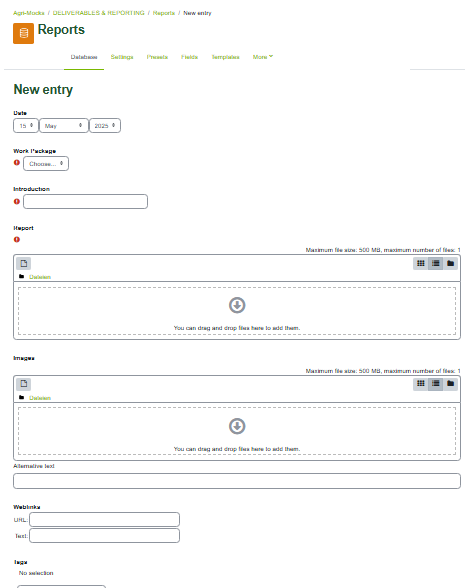 Agri-Mocks / DELIVERABLES & REPORTING / Reports / New entry
Reports
Database Settings Presets Fields Templates More
New entry
Date
15 May 2025
Work Package
Choose...
Introduction
Report
Maximum file size: 500 MB, maximum number of files: 1
Dateien
You can drag and drop files here to add them.
Images
Maximum file size: 500 MB, maximum number of files: 1
Dateien
You can drag and drop files here to add them.
Alternative text
Weblinks
URL:
Text:
Tags
No selection